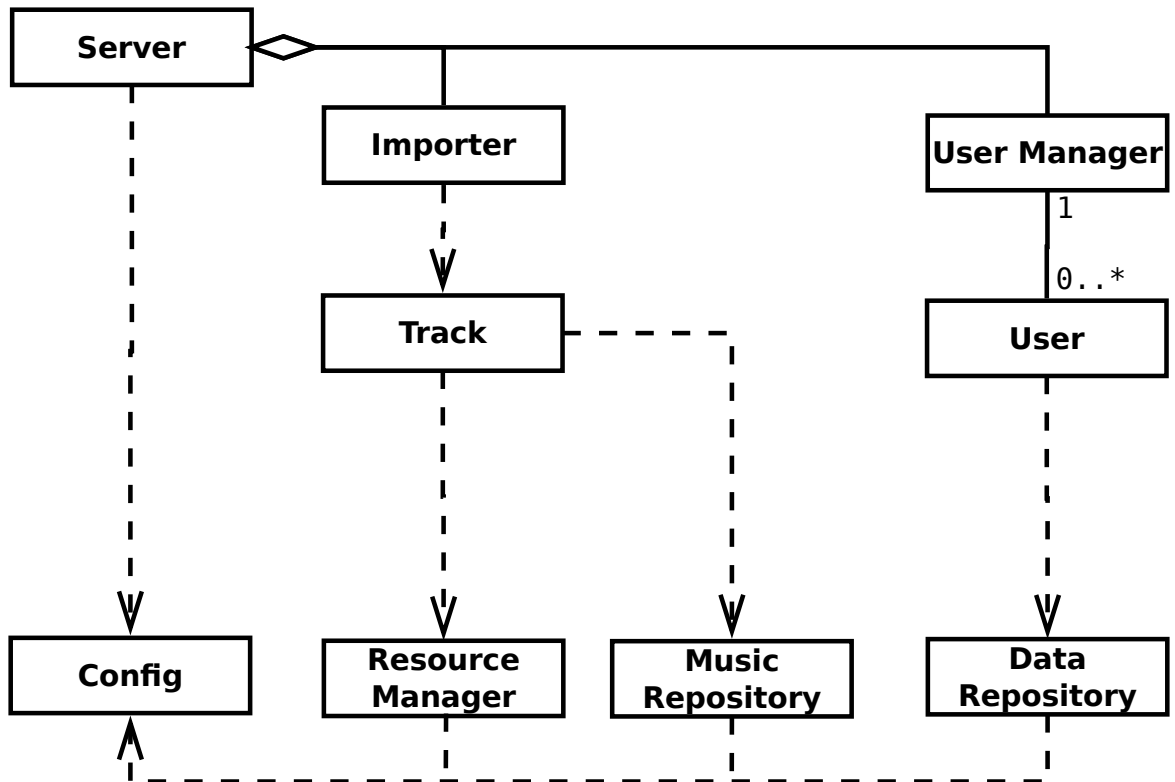 Server
Importer
User Manager
1
0..*
Track
User
Config
Resource
Manager
Music
Repository
Data
Repository